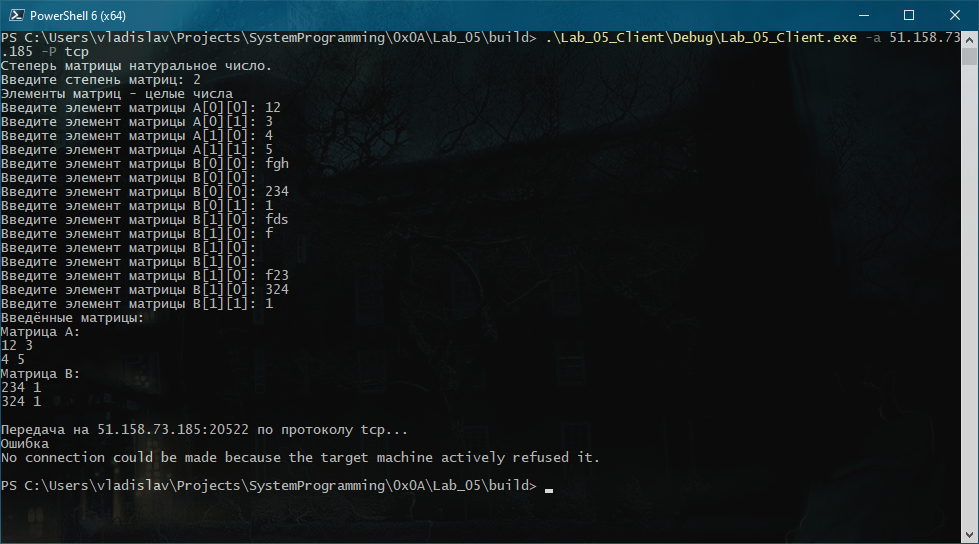 PowerShell 6 (x64)
PS C:\Users\vladislav\Projects\SystemProgramming\0x0A\Lab_05\build> .\Lab_05_Client\Debug\Lab_05_Client.exe -a 51.158.73
.185 -P tcp
Степерь матрицы натуральное число.
Введите степень матриц: 2
Элементы матриц - целые числа
Введите элемент матрицы A[0][0]: 12
Введите элемент матрицы A[0][1]: 3
Введите элемент матрицы A[1][0]: 4
Введите элемент матрицы A[1][1]: 5
Введите элемент матрицы B[0][0]: fgh
Введите элемент матрицы B[0][0]:
Введите элемент матрицы B[0][0]: 234
Введите элемент матрицы B[0][1]: 1
Введите элемент матрицы B[1][0]: fds
Введите элемент матрицы B[1][0]: f
Введите элемент матрицы B[1][0]:
Введите элемент матрицы B[1][0]:
Введите элемент матрицы B[1][0]: f23
Введите элемент матрицы B[1][0]: 324
Введите элемент матрицы B[1][1]: 1
Введённые матрицы:
Матрица A:
12 3
4 5
Матрица B:
234 1
324 1
Передача на 51.158.73.185:20522 по протоколу tcp...
Ошибка
No connection could be made because the target machine actively refused it.
PS C:\Users\vladislav\Projects\SystemProgramming\0x0A\Lab_05\build>